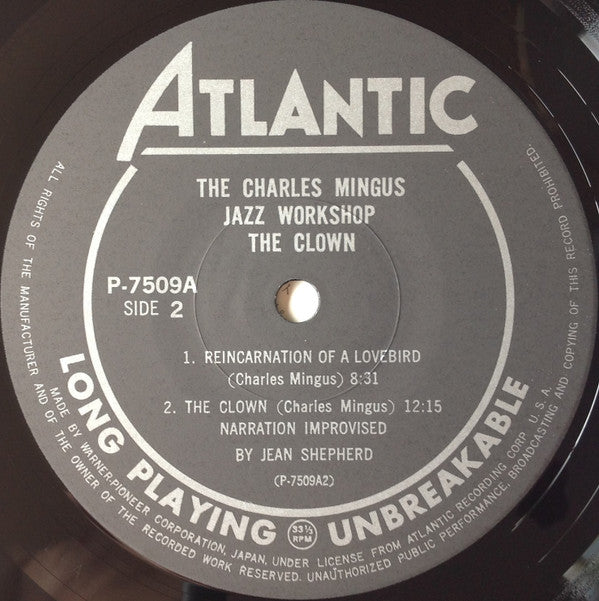 ATLANTIC
THE CHARLES MINGUS
JAZZ WORKSHOP
THE CLOWN
P-7509A
SIDE 2
1. REINCARNATION OF A LOVEBIRD
(Charles Mingus) 8:31
2. THE CLOWN (Charles Mingus) 12:15
NARRATION IMPROVISED
BY JEAN SHEPHERD
(P-7509A2)
LONG PLAYING 33⅓ RPM UNBREAKABLE
MADE BY WARNER-PIONEER CORPORATION, JAPAN, UNDER LICENSE FROM ATLANTIC RECORDING CORP. U.S.A.
ALL RIGHTS OF THE MANUFACTURER AND OF THE OWNER OF THE RECORDED WORK RESERVED. UNAUTHORIZED PUBLIC PERFORMANCE, BROADCASTING AND COPYING OF THIS RECORD PROHIBITED.